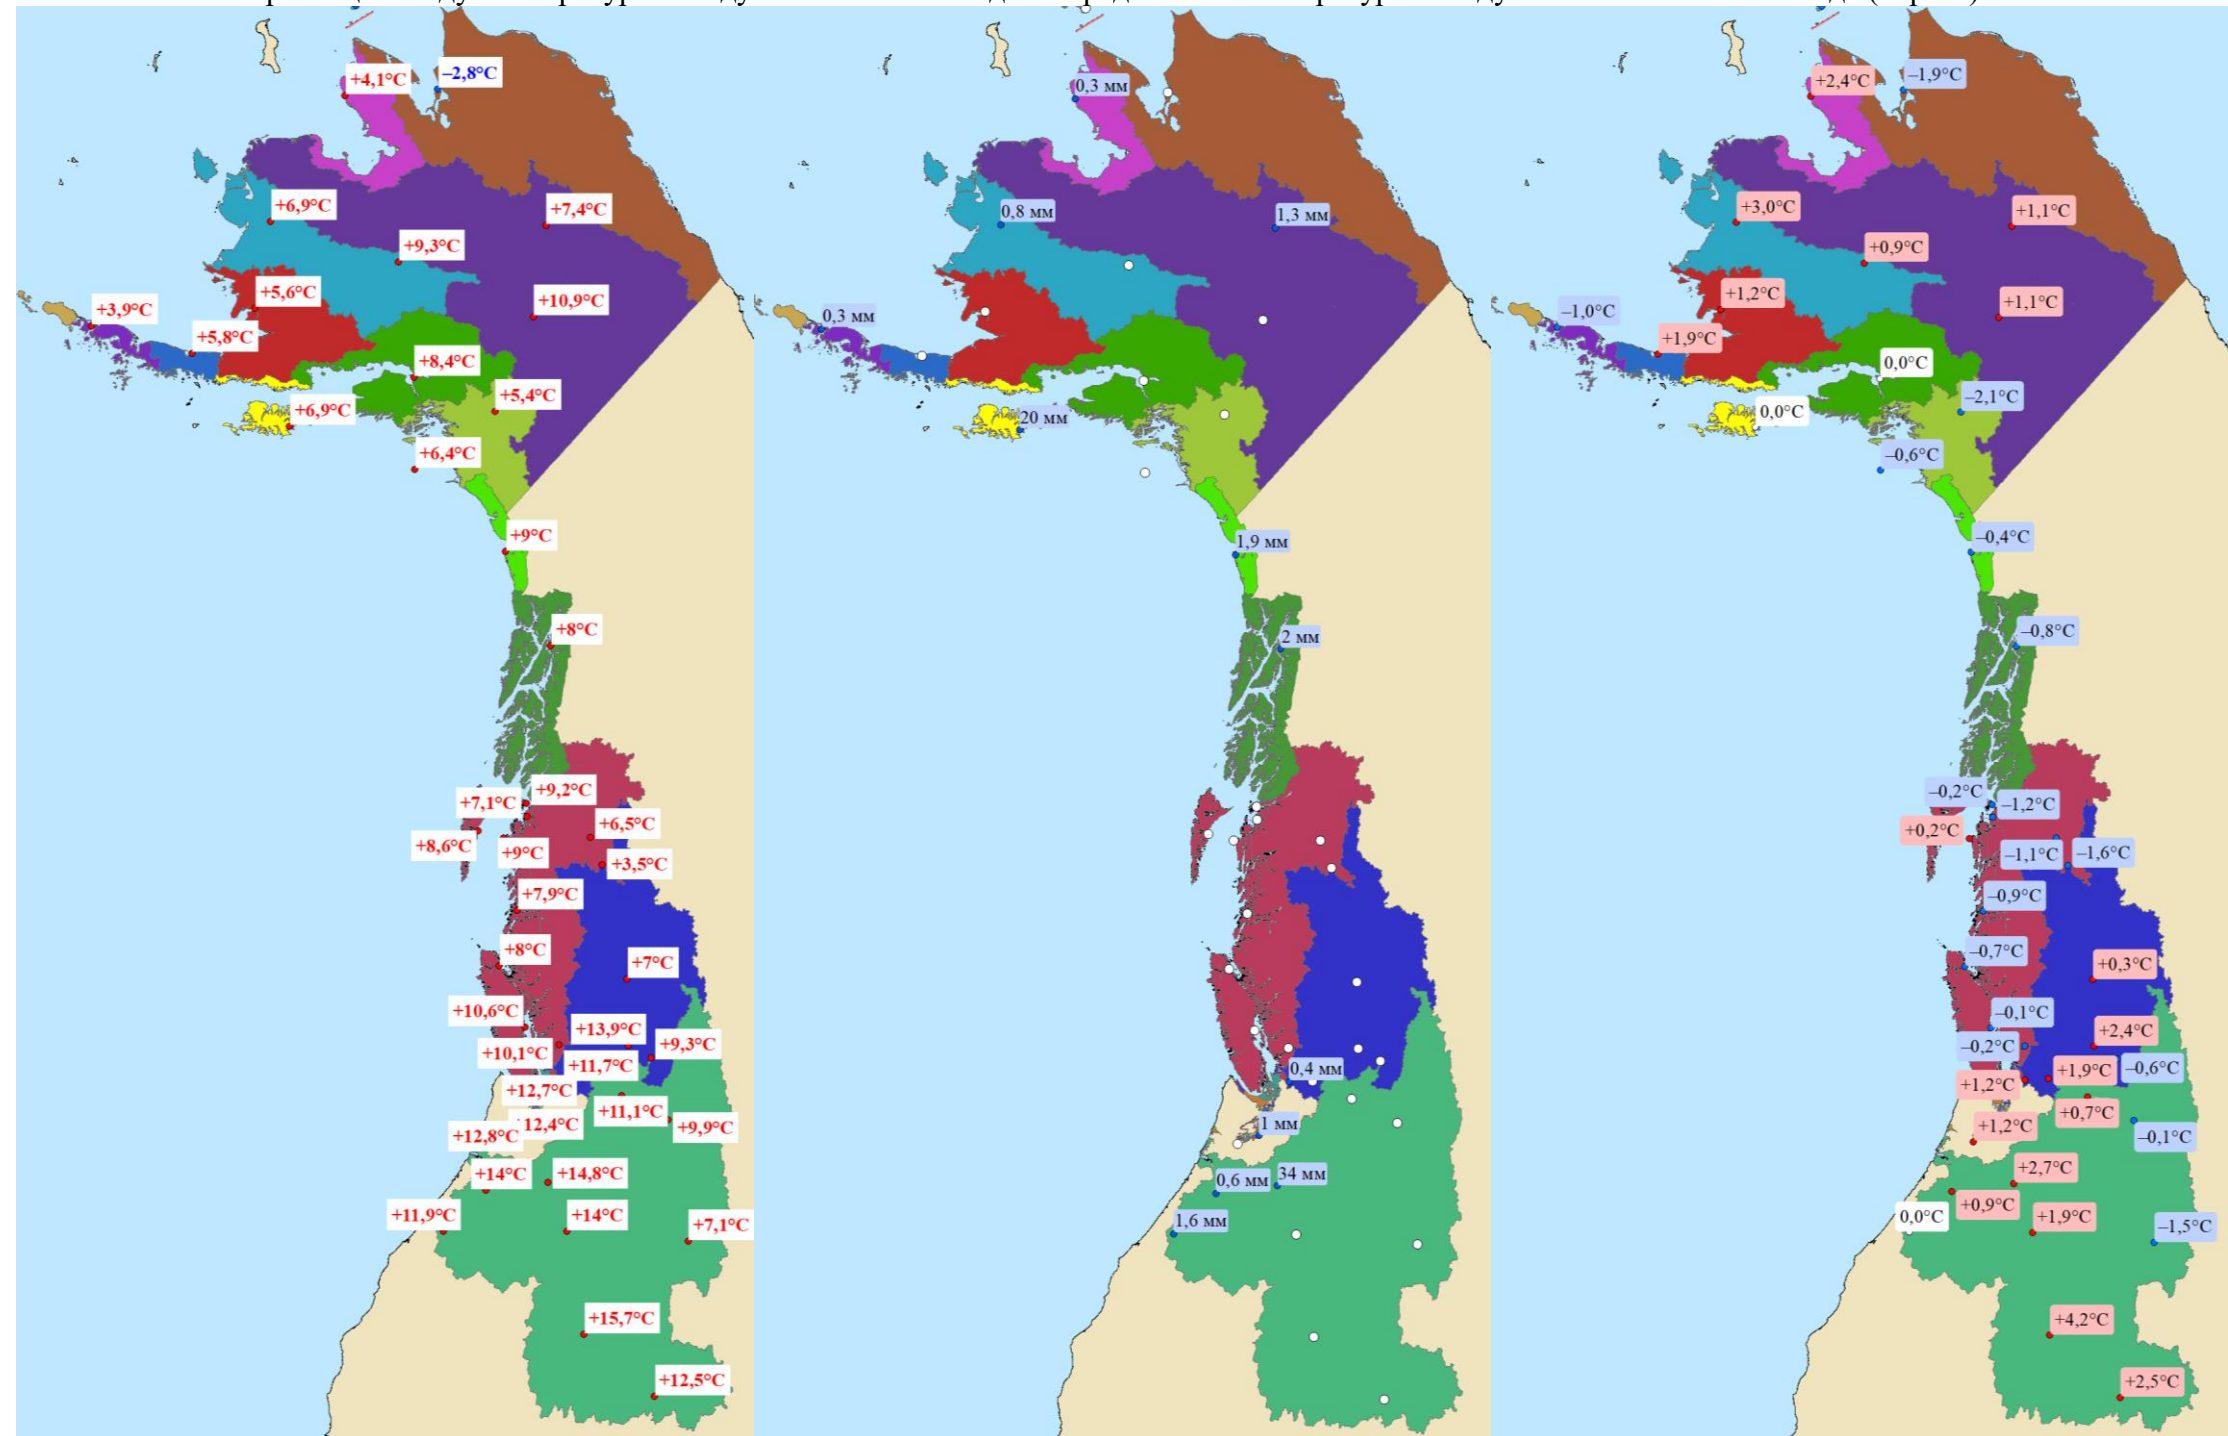 +4,1°C
–2,8°C
+6,9°C
+7,4°C
+9,3°C
+5,6°C
+10,9°C
+3,9°C
+5,8°C
+8,4°C
+5,4°C
+6,9°C
+6,4°C
+9°C
+8°C
+9,2°C
+7,1°C
+6,5°C
+8,6°C
+9°C
+3,5°C
+7,9°C
+8°C
+7°C
+10,6°C
+13,9°C
+9,3°C
+10,1°C
+11,7°C
+12,7°C
+11,1°C
12,4°C
+9,9°C
+12,8°C
+14°C
+14,8°C
+11,9°C
+14°C
+7,1°C
+15,7°C
+12,5°C
0,3 мм
0,8 мм
1,3 мм
0,3 мм
20 мм
1,9 мм
2 мм
0,4 мм
1 мм
0,6 мм
34 мм
1,6 мм
+2,4°C
–1,9°C
+3,0°C
+1,1°C
+0,9°C
+1,2°C
+1,1°C
–1,0°C
+1,9°C
0,0°C
–2,1°C
0,0°C
–0,6°C
–0,4°C
–0,8°C
–0,2°C
–1,2°C
+0,2°C
–1,1°C
–1,6°C
–0,9°C
–0,7°C
+0,3°C
–0,1°C
+2,4°C
–0,2°C
–0,6°C
+1,9°C
+1,2°C
+0,7°C
+1,2°C
–0,1°C
+2,7°C
+0,9°C
0,0°C
+1,9°C
–1,5°C
+4,2°C
+2,5°C